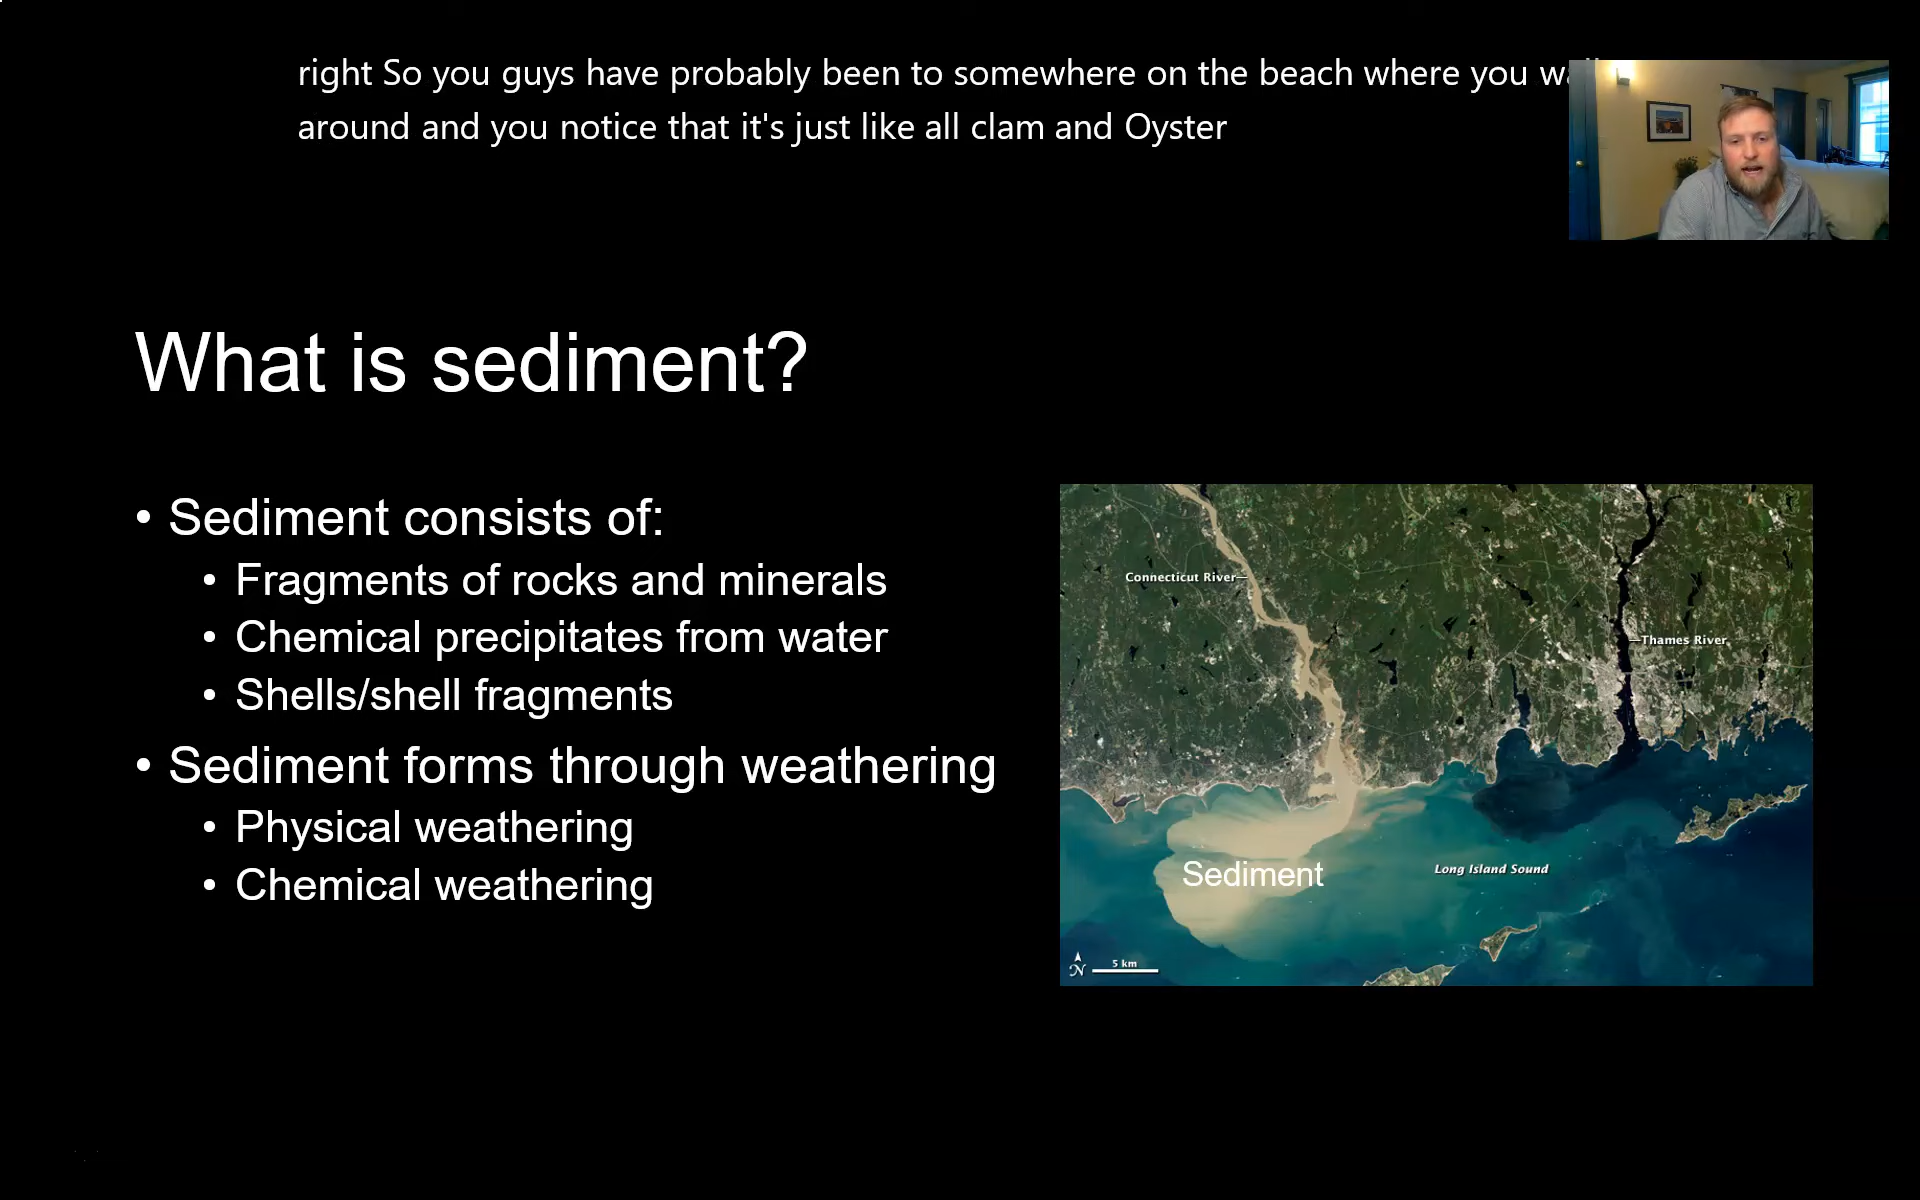 right So you guys have probably been to somewhere on the beach where you
around and you notice that it's just like all clam and Oyster
What is sediment?
• Sediment consists of:
• Fragments of rocks and minerals
• Chemical precipitates from water
• Shells/shell fragments
• Sediment forms through weathering
• Physical weathering
• Chemical weathering
Connecticut River
Thames River
Sediment
Long Island Sound
N
5 km